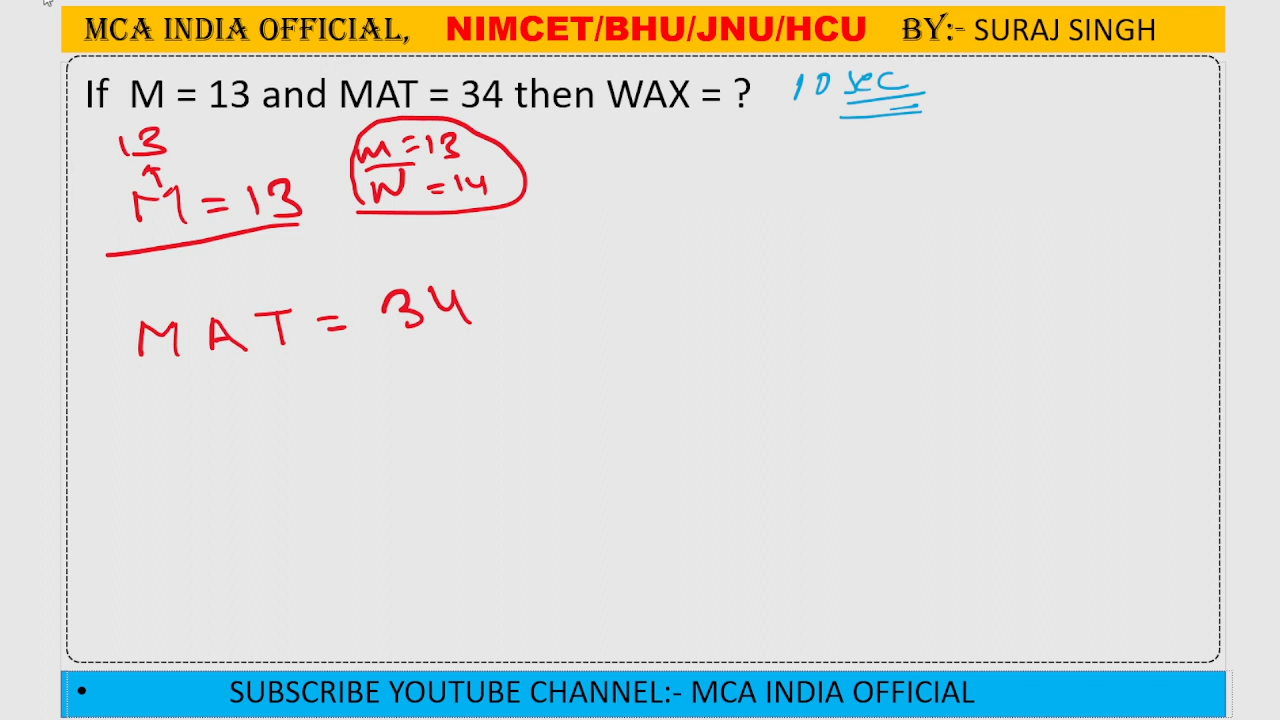 MCA INDIA OFFICIAL, NIMCET/BHU/JNU/HCU BY:- SURAJ SINGH
If M = 13 and MAT = 34 then WAX = ? 10 sec
13
M = 13
m = 13
N = 14
MAT = 34
• SUBSCRIBE YOUTUBE CHANNEL:- MCA INDIA OFFICIAL